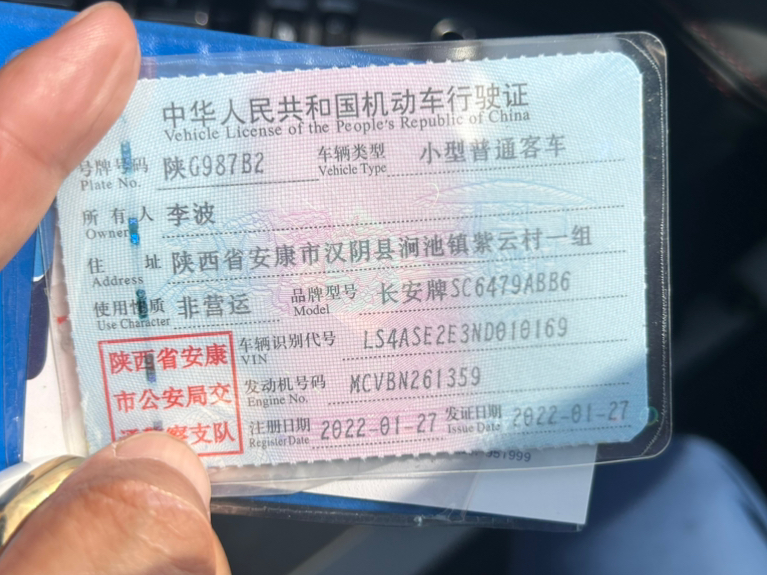 中华人民共和国机动车行驶证
Vehicle License of the People's Republic of China
号牌号码 陕G987B2 车辆类型 小型普通客车
Plate No. Vehicle Type
所有人 李波
Owner
住址 陕西省安康市汉阴县涧池镇紫云村一组
Address
使用性质 非营运 品牌型号 长安牌SC6479ABB6
Use Character Model
车辆识别代号 LS4ASE2E3ND010169
VIN
发动机号码 MCVBN261359
Engine No.
注册日期 2022-01-27 发证日期 2022-01-27
Register Date Issue Date
陕西省安康
市公安局交
察支队